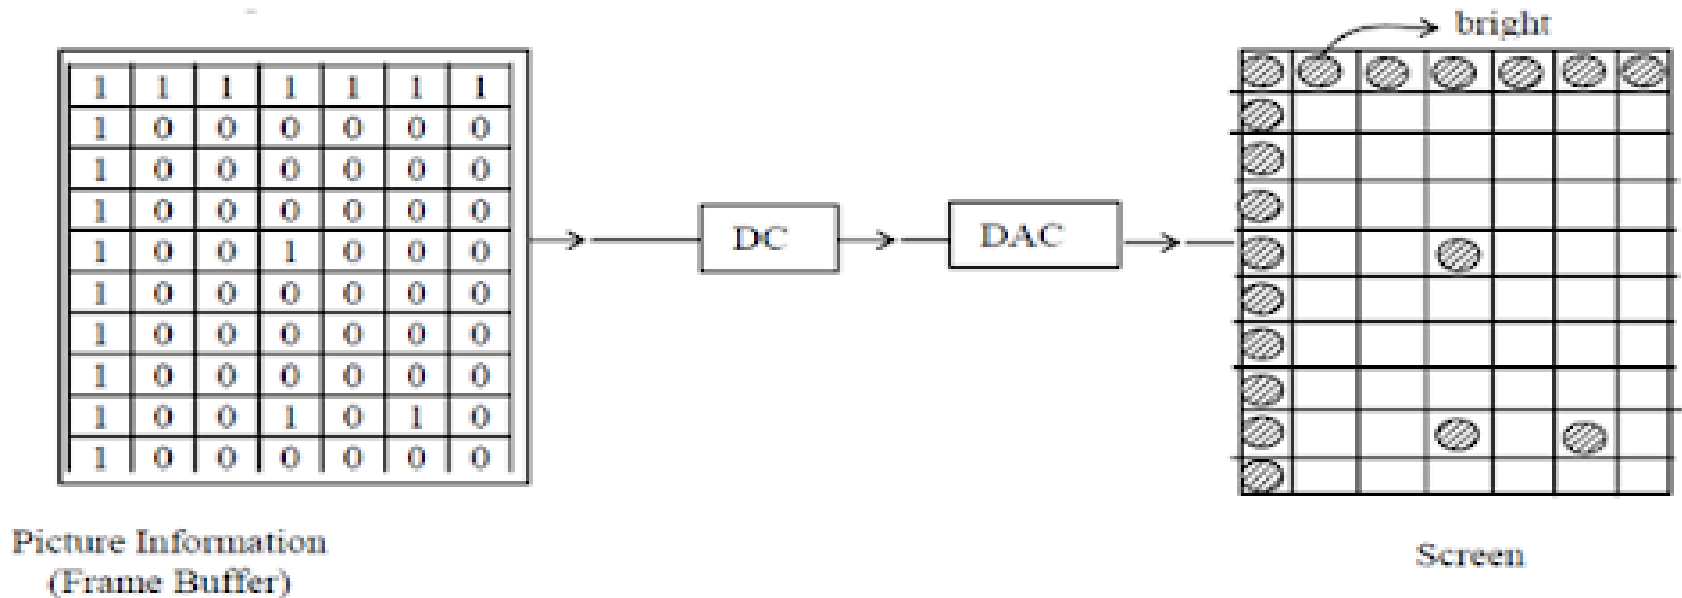 bright
1 1 1 1 1 1 1
1 0 0 0 0 0 0
1 0 0 0 0 0 0
1 0 0 0 0 0 0
1 0 0 1 0 0 0
1 0 0 0 0 0 0
1 0 0 0 0 0 0
1 0 0 0 0 0 0
1 0 0 1 0 1 0
1 0 0 0 0 0 0
DC
DAC
Picture Information
(Frame Buffer)
Screen